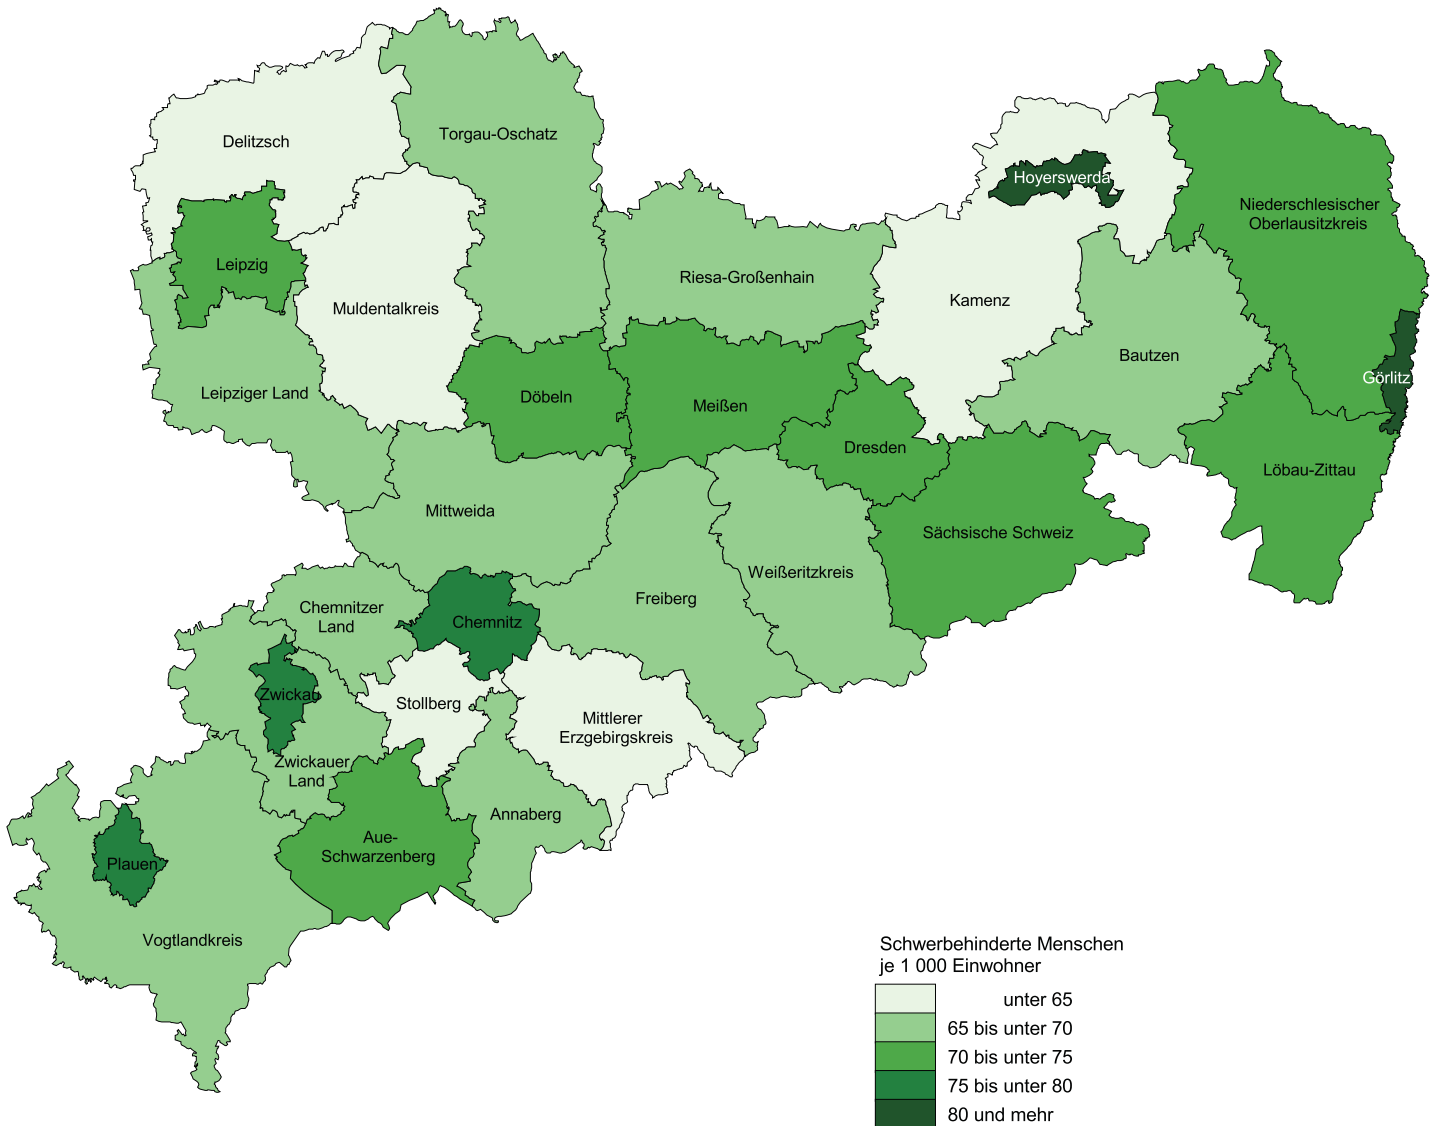 Delitzsch
Torgau-Oschatz
Hoyerswerda
Niederschlesischer
Oberlausitzkreis
Leipzig
Riesa-Großenhain
Muldentalkreis
Kamenz
Bautzen
Görlitz
Leipziger Land
Döbeln
Meißen
Dresden
Löbau-Zittau
Mittweida
Sächsische Schweiz
Weißeritzkreis
Freiberg
Chemnitzer
Land
Chemnitz
Zwickau
Stollberg
Mittlerer
Erzgebirgskreis
Zwickauer
Land
Annaberg
Aue-
Schwarzenberg
Plauen
Vogtlandkreis
Schwerbehinderte Menschen
je 1 000 Einwohner
unter 65
65 bis unter 70
70 bis unter 75
75 bis unter 80
80 und mehr